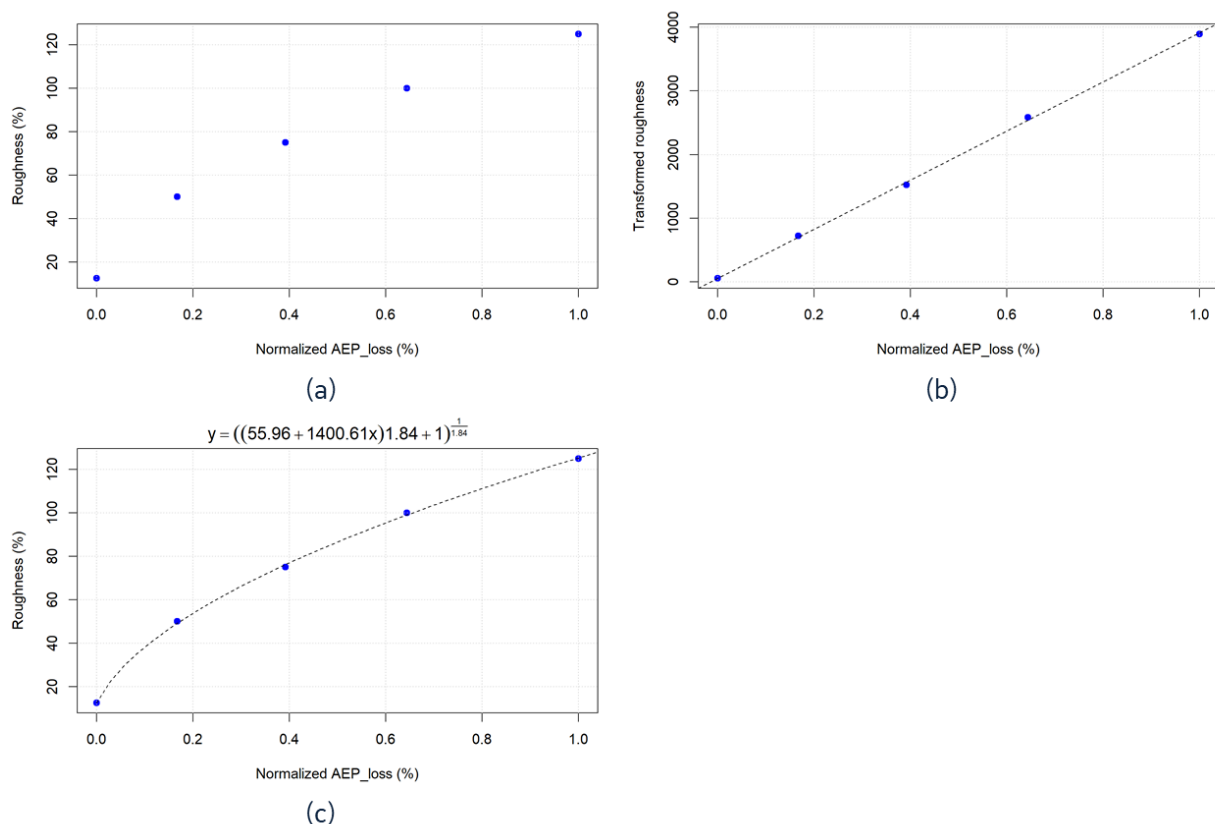 Roughness (%)
120
100
80
60
40
20
0.0 0.2 0.4 0.6 0.8 1.0
Normalized AEP_loss (%)
(a)
Transformed roughness
4000
3000
2000
1000
0
0.0 0.2 0.4 0.6 0.8 1.0
Normalized AEP_loss (%)
(b)
y = ((55.96 + 1400.61x)1.84 + 1)^(1/1.84)
Roughness (%)
120
100
80
60
40
20
0.0 0.2 0.4 0.6 0.8 1.0
Normalized AEP_loss (%)
(c)